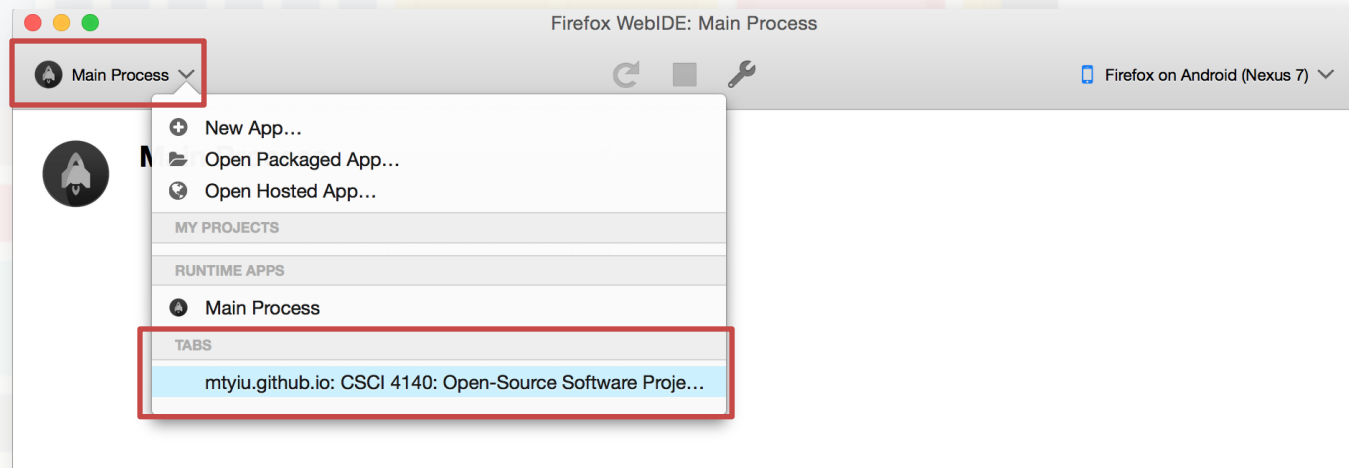 Firefox WebIDE: Main Process
Main Process
Firefox on Android (Nexus 7)
New App...
Open Packaged App...
Open Hosted App...
MY PROJECTS
RUNTIME APPS
Main Process
TABS
mtyiu.github.io: CSCI 4140: Open-Source Software Proje...